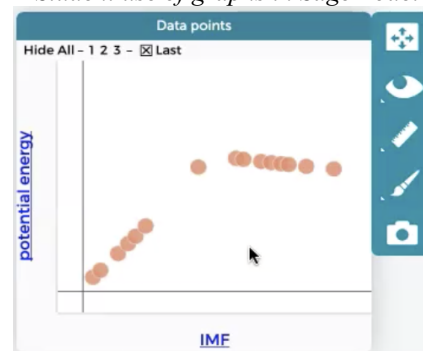 Data points
Hide All – 1 2 3 – ☒ Last
potential energy
IMF